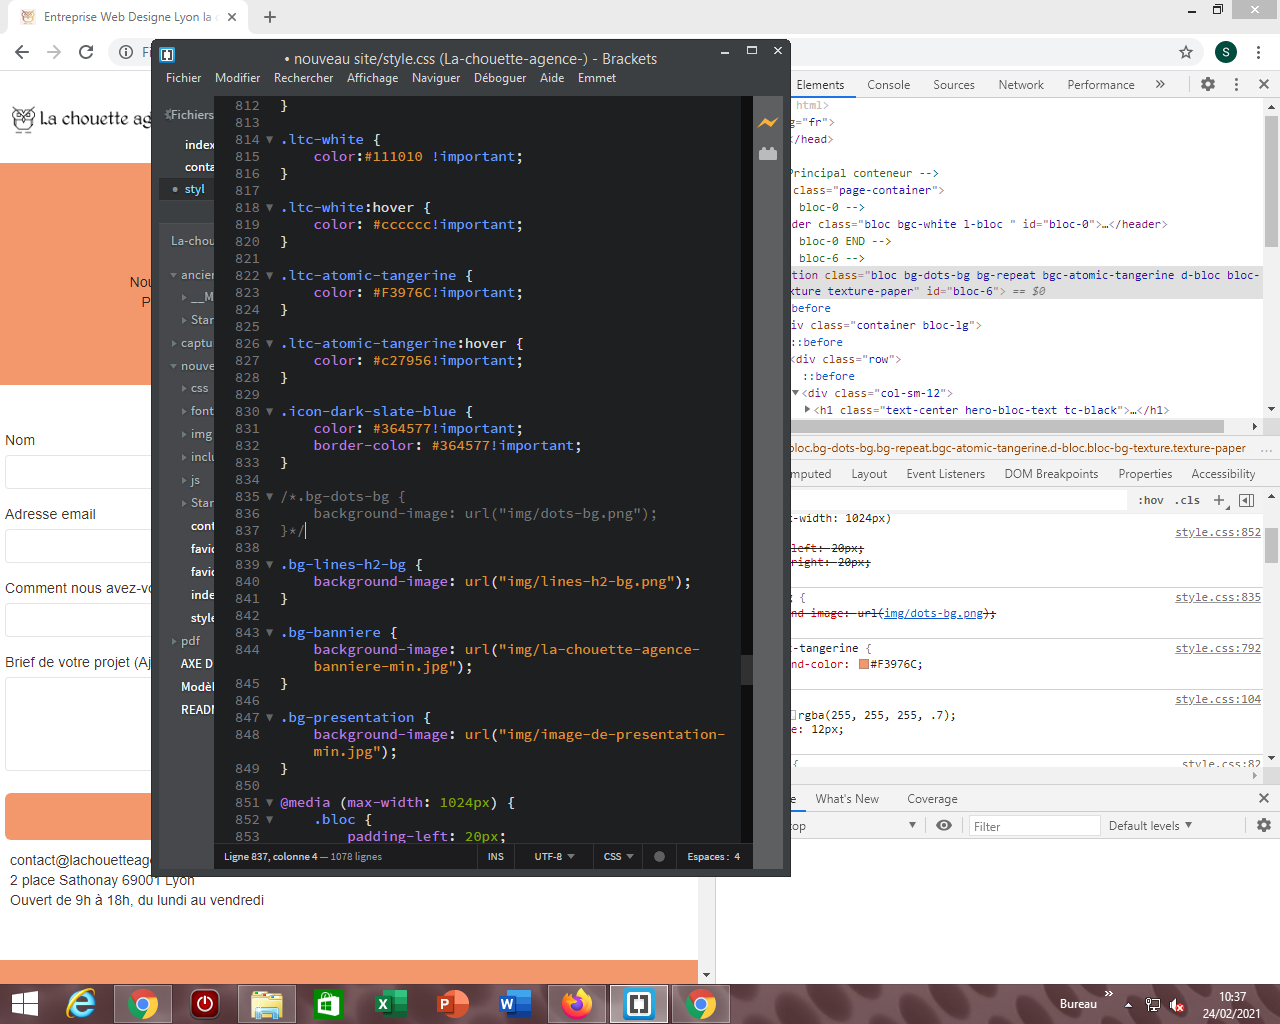 Entreprise Web Designe Lyon la
Fi
S
La chouette
Nou
P
Nom
Adresse email
Comment nous avez-vo
Brief de votre projet (Aj
contact@lachouetteage
2 place Sathonay 69001 Lyon
Ouvert de 9h à 18h, du lundi au vendredi
• nouveau site/style.css (La-chouette-agence-) - Brackets
Fichier Modifier Rechercher Affichage Naviguer Déboguer Aide Emmet
Fichiers
index
conta
• styl
La-chou
ancien
__M
Star
captu
nouve
css
font
img
inclu
js
Star
cont
favic
favic
inde
style
pdf
AXE D
Modèl
READM
812 }
813
814 .ltc-white {
815 color:#111010 !important;
816 }
817
818 .ltc-white:hover {
819 color: #cccccc!important;
820 }
821
822 .ltc-atomic-tangerine {
823 color: #F3976C!important;
824 }
825
826 .ltc-atomic-tangerine:hover {
827 color: #c27956!important;
828 }
829
830 .icon-dark-slate-blue {
831 color: #364577!important;
832 border-color: #364577!important;
833 }
834
835 /*.bg-dots-bg {
836 background-image: url("img/dots-bg.png");
837 }*/
838
839 .bg-lines-h2-bg {
840 background-image: url("img/lines-h2-bg.png");
841 }
842
843 .bg-banniere {
844 background-image: url("img/la-chouette-agence-
banniere-min.jpg");
845 }
846
847 .bg-presentation {
848 background-image: url("img/image-de-presentation-
min.jpg");
849 }
850
851 @media (max-width: 1024px) {
852 .bloc {
853 padding-left: 20px;
Ligne 837, colonne 4 — 1078 lignes INS UTF-8 CSS Espaces : 4
Elements Console Sources Network Performance »
html>
g="fr">
/head>
Principal conteneur -->
class="page-container">
bloc-0 -->
der class="bloc bgc-white l-bloc " id="bloc-0">…</header>
bloc-0 END -->
bloc-6 -->
tion class="bloc bg-dots-bg bg-repeat bgc-atomic-tangerine d-bloc bloc-
xture texture-paper" id="bloc-6"> == $0
before
iv class="container bloc-lg">
::before
<div class="row">
::before
<div class="col-sm-12">
<h1 class="text-center hero-bloc-text tc-black">…</h1>
bloc.bg-dots-bg.bg-repeat.bgc-atomic-tangerine.d-bloc.bloc-bg-texture.texture-paper ...
mputed Layout Event Listeners DOM Breakpoints Properties Accessibility
:hov .cls +
-width: 1024px)
style.css:852
left: 20px;
right: 20px;
g { style.css:835
nd-image: url(img/dots-bg.png);
-tangerine { style.css:792
nd-color: #F3976C;
style.css:104
rgba(255, 255, 255, .7);
e: 12px;
{ style.css:82
e What's New Coverage
op Filter Default levels
Bureau »
10:37
24/02/2021